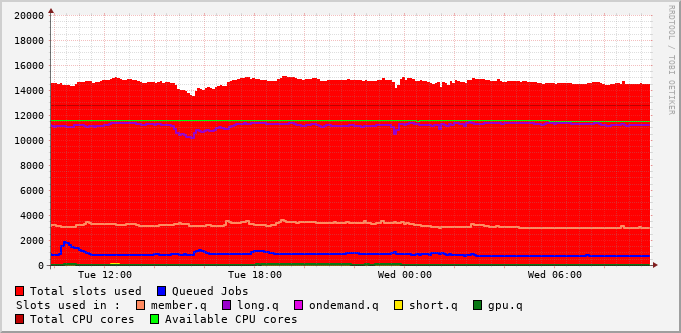 20000
18000
16000
14000
12000
10000
8000
6000
4000
2000
0
Tue 12:00 Tue 18:00 Wed 00:00 Wed 06:00
RRDTOOL / TOBI OETIKER
Total slots used Queued Jobs
Slots used in : member.q long.q ondemand.q short.q gpu.q
Total CPU cores Available CPU cores